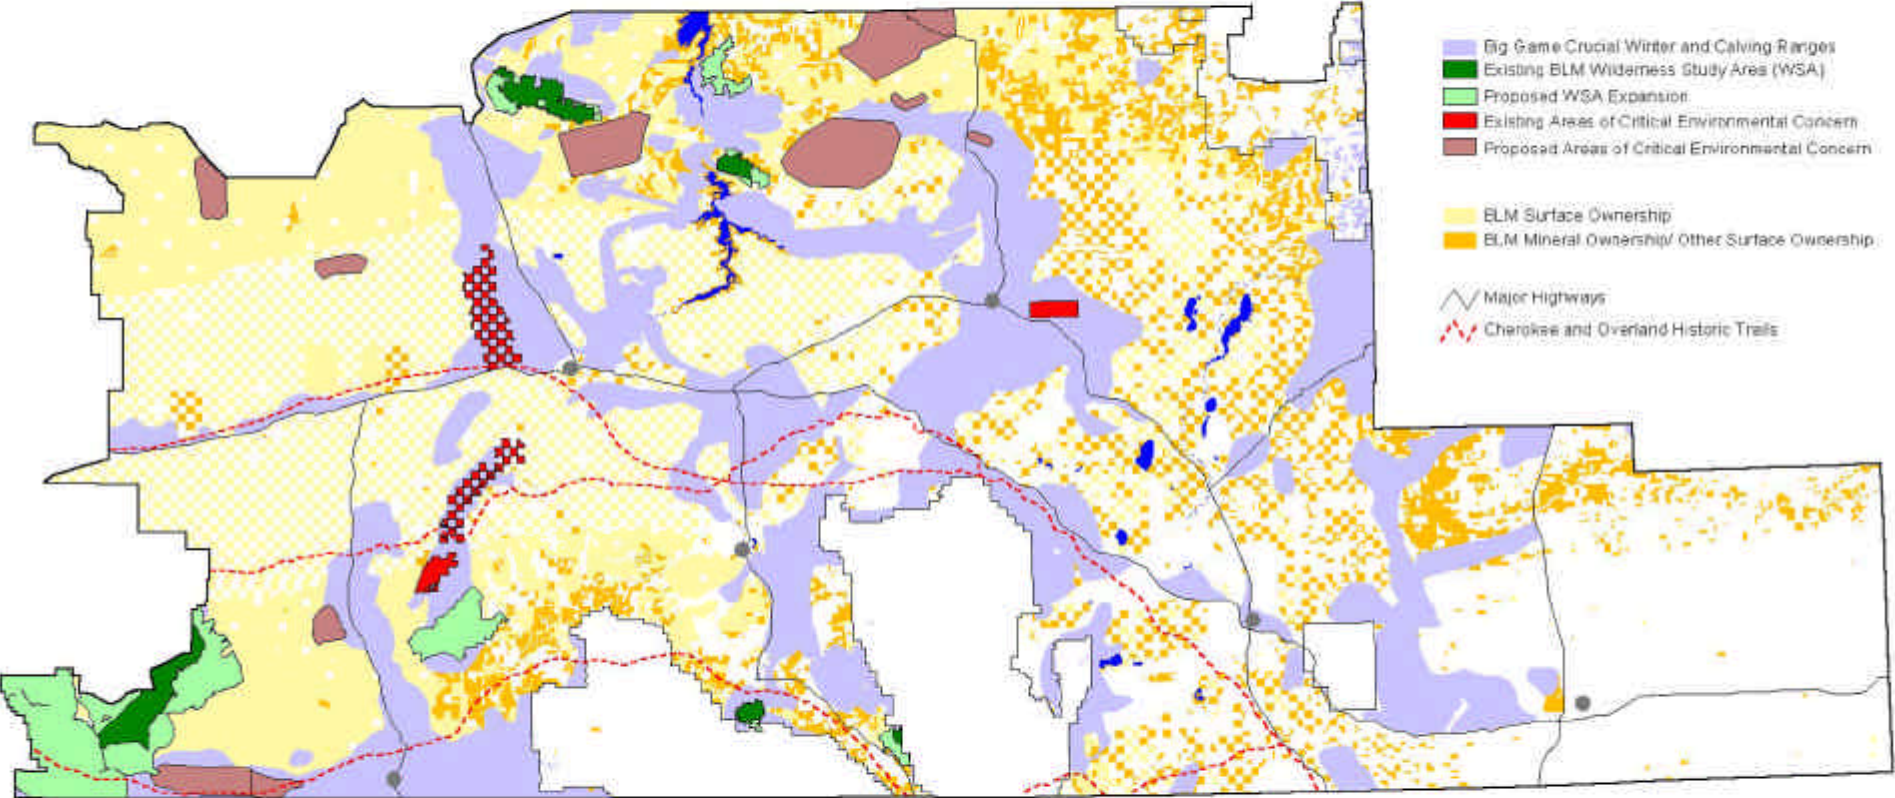 Big Game Crucial Winter and Calving Ranges
Existing BLM Wilderness Study Area (WSA)
Proposed WSA Expansion
Existing Areas of Critical Environmental Concern
Proposed Areas of Critical Environmental Concern
BLM Surface Ownership
BLM Mineral Ownership/ Other Surface Ownership
Major Highways
Cherokee and Overland Historic Trails